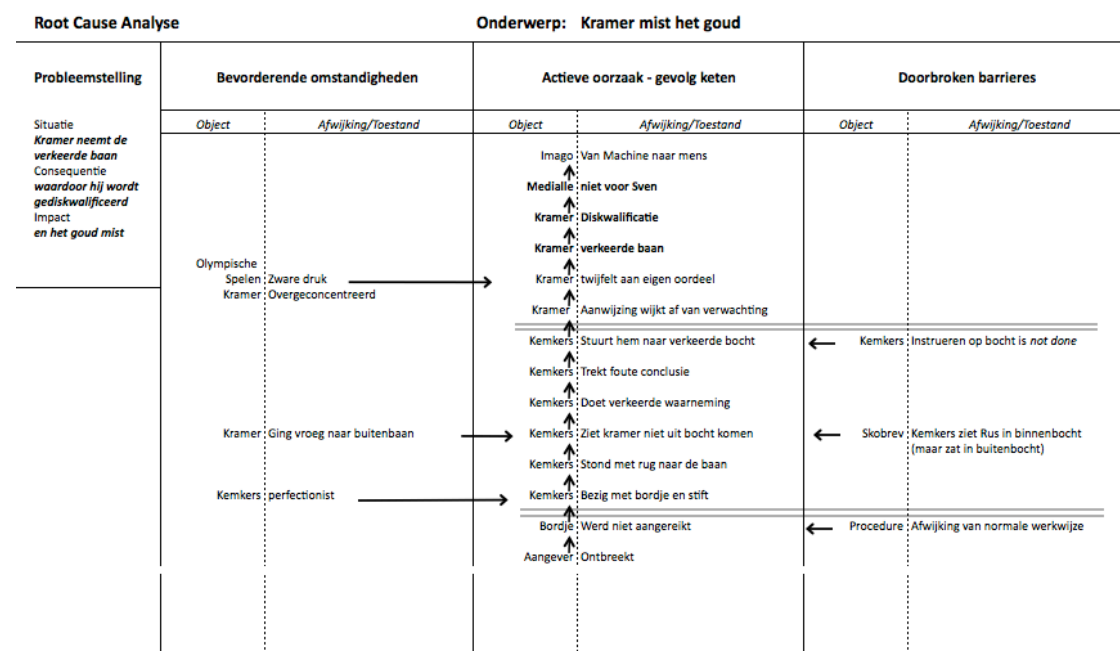 Root Cause Analyse Onderwerp: Kramer mist het goud
Probleemstelling Bevorderende omstandigheden Actieve oorzaak - gevolg keten Doorbroken barrieres
Situatie
Kramer neemt de
verkeerde baan
Consequentie
waardoor hij wordt
gediskwalificeerd
Impact
en het goud mist
Object Afwijking/Toestand
Olympische
Spelen Zware druk
Kramer Overgeconcentreerd
Kramer Ging vroeg naar buitenbaan
Kemkers perfectionist
Object Afwijking/Toestand
Imago Van Machine naar mens
Medialle niet voor Sven
Kramer Diskwalificatie
Kramer verkeerde baan
Kramer twijfelt aan eigen oordeel
Kramer Aanwijzing wijkt af van verwachting
Kemkers Stuurt hem naar verkeerde bocht
Kemkers Trekt foute conclusie
Kemkers Doet verkeerde waarneming
Kemkers Ziet kramer niet uit bocht komen
Kemkers Stond met rug naar de baan
Kemkers Bezig met bordje en stift
Bordje Werd niet aangereikt
Aangever Ontbreekt
Object Afwijking/Toestand
Kemkers Instrueren op bocht is not done
Skobrev Kemkers ziet Rus in binnenbocht
(maar zat in buitenbocht)
Procedure Afwijking van normale werkwijze